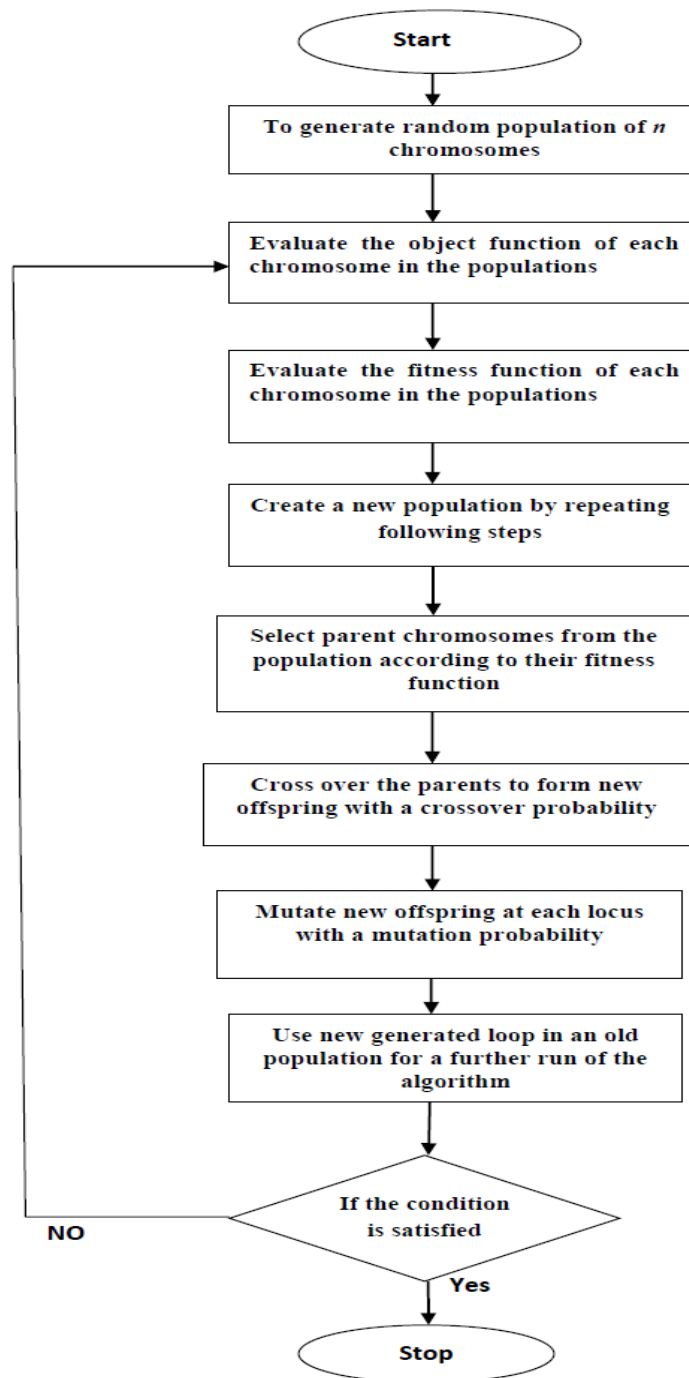 Start
To generate random population of n
chromosomes
Evaluate the object function of each
chromosome in the populations
Evaluate the fitness function of each
chromosome in the populations
Create a new population by repeating
following steps
Select parent chromosomes from the
population according to their fitness
function
Cross over the parents to form new
offspring with a crossover probability
Mutate new offspring at each locus
with a mutation probability
Use new generated loop in an old
population for a further run of the
algorithm
If the condition
is satisfied
NO
Yes
Stop